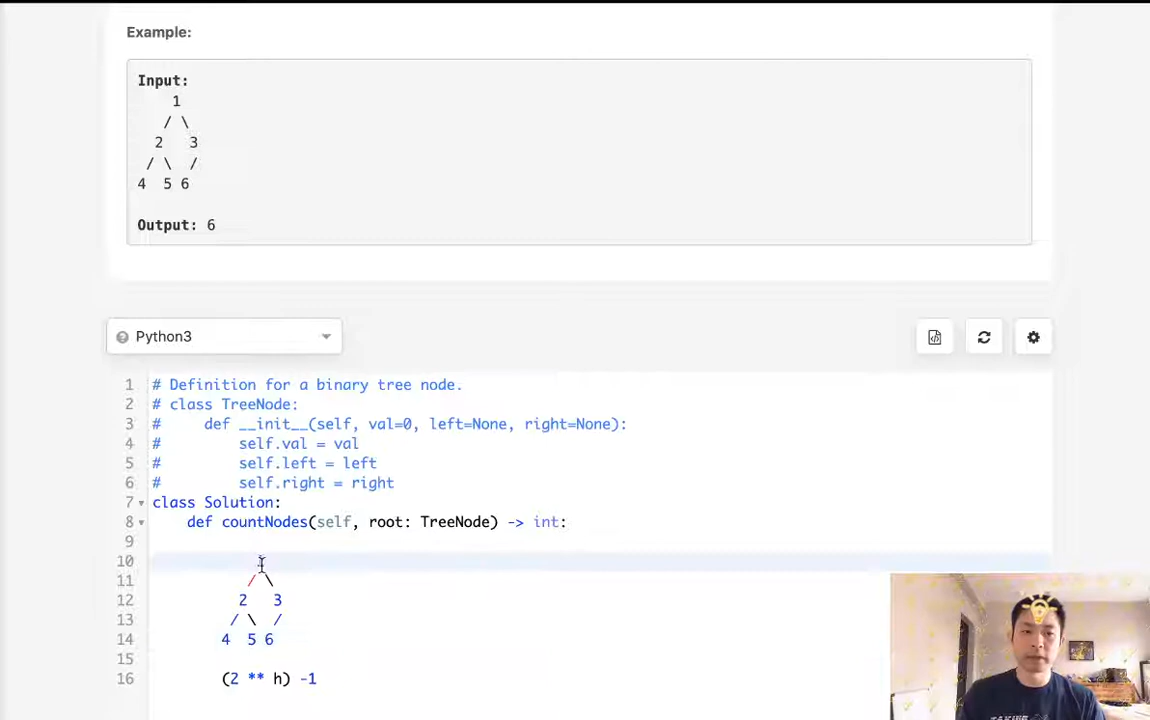 Example:
Input:
1
/ \
2 3
/ \ /
4 5 6
Output: 6
Python3
1 # Definition for a binary tree node.
2 # class TreeNode:
3 # def __init__(self, val=0, left=None, right=None):
4 # self.val = val
5 # self.left = left
6 # self.right = right
7 class Solution:
8 def countNodes(self, root: TreeNode) -> int:
9
10
11 / \
12 2 3
13 / \ /
14 4 5 6
15
16 (2 ** h) -1